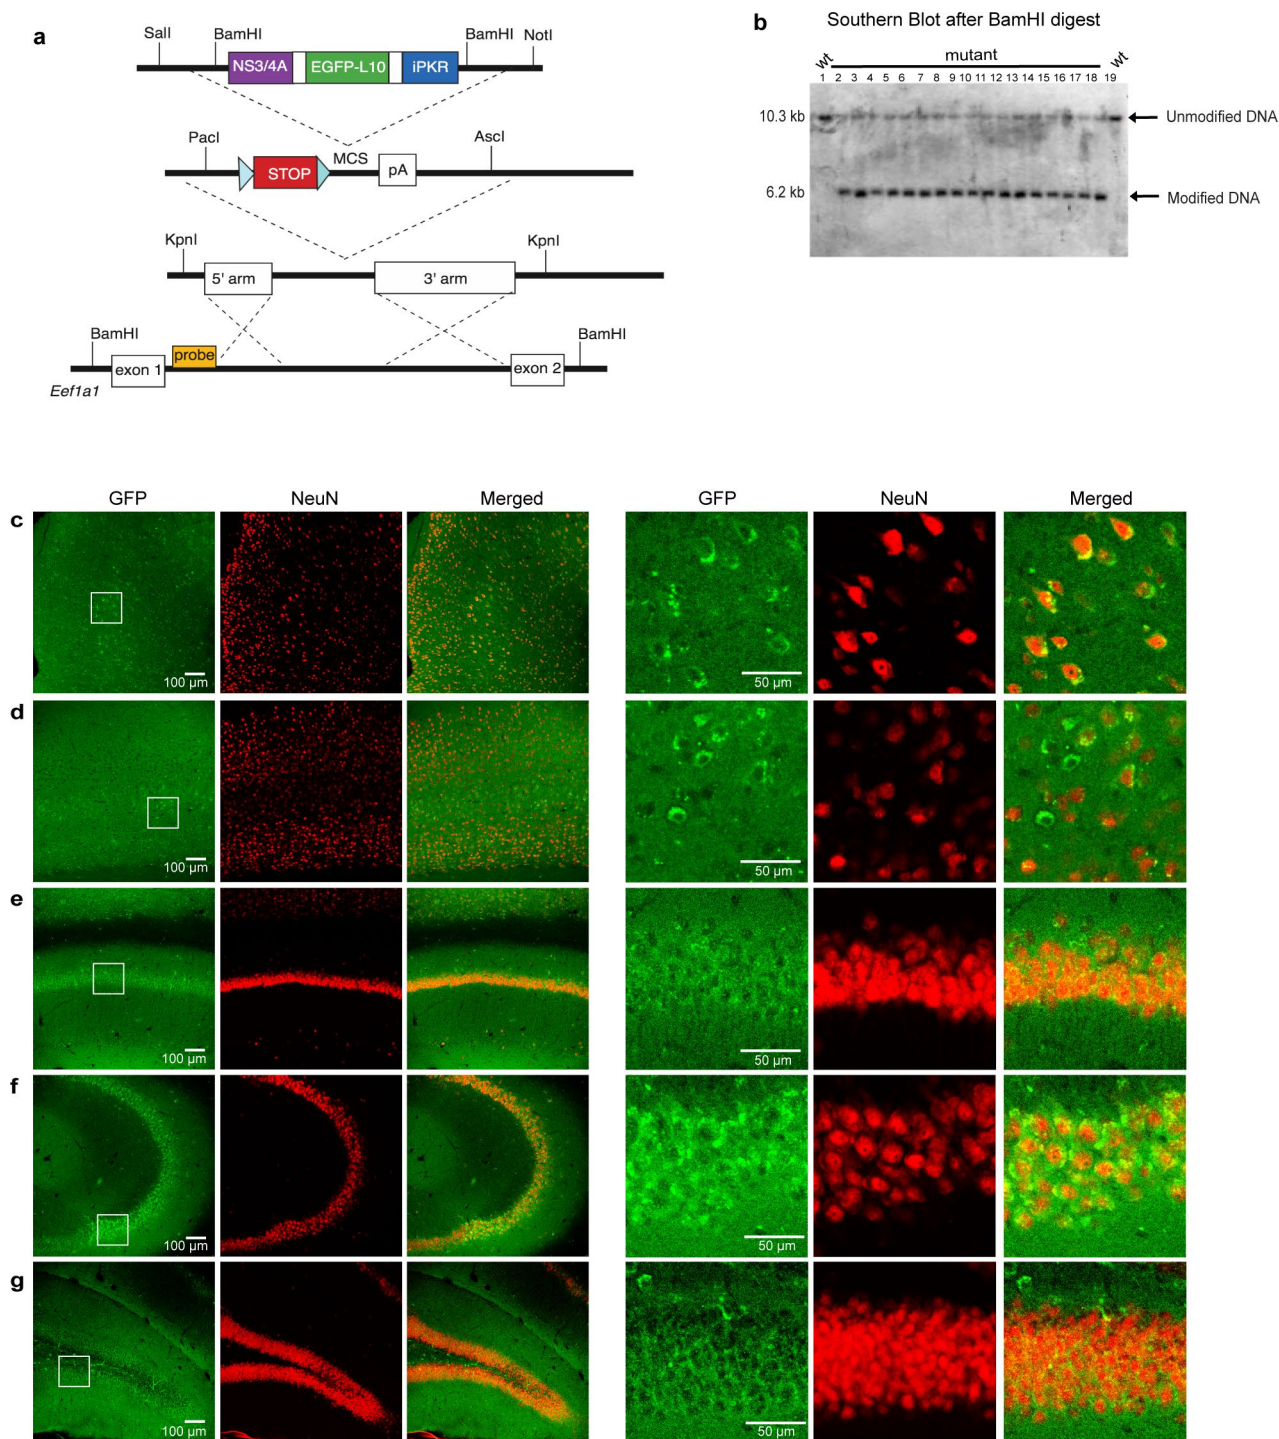 a
SalI
BamHI
BamHI
NotI
NS3/4A
EGFP-L10
iPKR
PacI
MCS
AscI
STOP
pA
KpnI
KpnI
5' arm
3' arm
BamHI
probe
BamHI
exon 1
exon 2
Eef1a1
b
Southern Blot after BamHI digest
wt mutant wt
1 2 3 4 5 6 7 8 9 10 11 12 13 14 15 16 17 18 19
10.3 kb
Unmodified DNA
6.2 kb
Modified DNA
GFP NeuN Merged GFP NeuN Merged
c
100 µm
50 µm
d
100 µm
50 µm
e
100 µm
50 µm
f
100 µm
50 µm
g
100 µm
50 µm